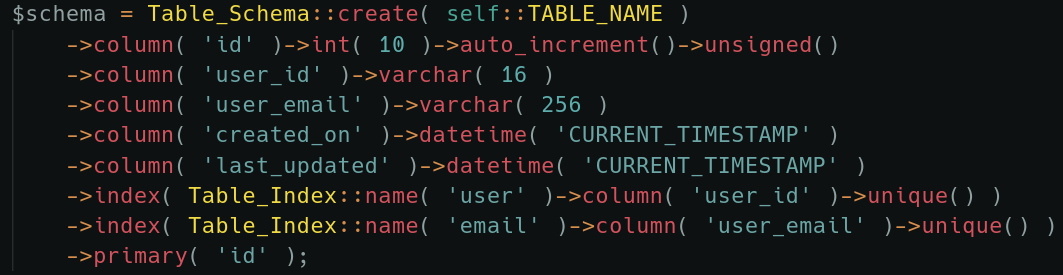 $schema = Table_Schema::create( self::TABLE_NAME )
    ->column( 'id' )->int( 10 )->auto_increment()->unsigned()
    ->column( 'user_id' )->varchar( 16 )
    ->column( 'user_email' )->varchar( 256 )
    ->column( 'created_on' )->datetime( 'CURRENT_TIMESTAMP' )
    ->column( 'last_updated' )->datetime( 'CURRENT_TIMESTAMP' )
    ->index( Table_Index::name( 'user' )->column( 'user_id' )->unique() )
    ->index( Table_Index::name( 'email' )->column( 'user_email' )->unique() )
    ->primary( 'id' );